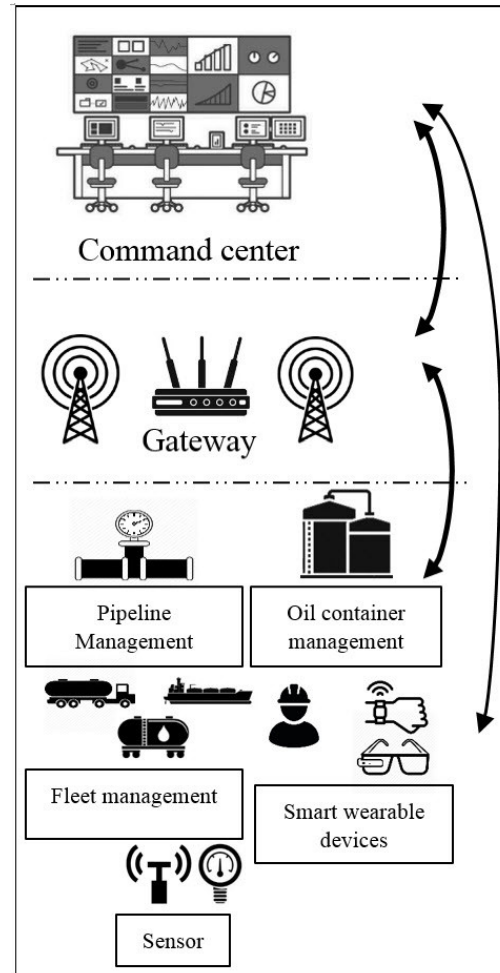 Command center
Gateway
Pipeline
Management
Oil container
management
Fleet management
Smart wearable
devices
Sensor